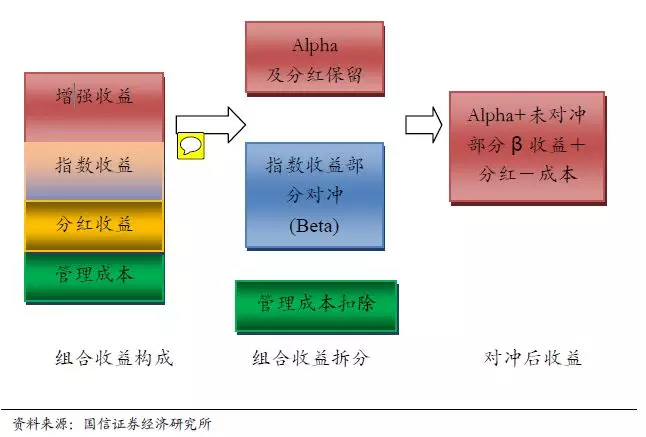 增强收益
指数收益
分红收益
管理成本
组合收益构成
Alpha
及分红保留
指数收益部
分对冲
(Beta)
管理成本扣除
组合收益拆分
Alpha+未对冲
部分β收益+
分红-成本
对冲后收益
资料来源：国信证券经济研究所